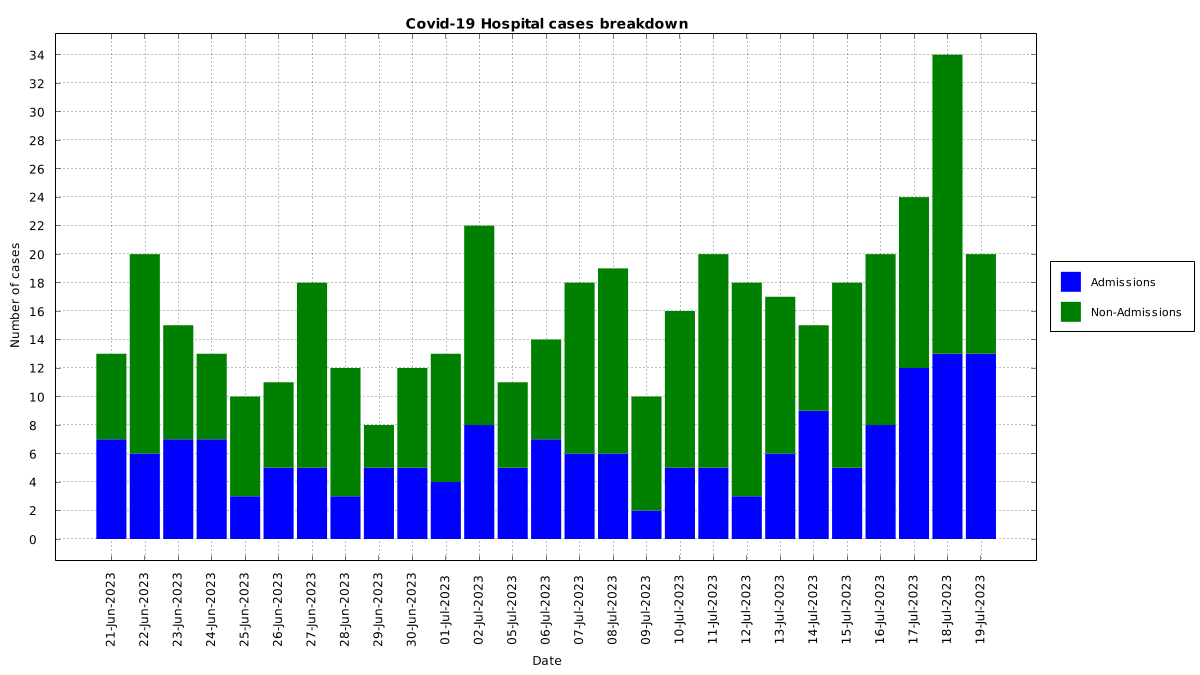 Covid-19 Hospital cases breakdown
Number of cases
34
32
30
28
26
24
22
20
18
16
14
12
10
8
6
4
2
0
21-Jun-2023
22-Jun-2023
23-Jun-2023
24-Jun-2023
25-Jun-2023
26-Jun-2023
27-Jun-2023
28-Jun-2023
29-Jun-2023
30-Jun-2023
01-Jul-2023
02-Jul-2023
05-Jul-2023
06-Jul-2023
07-Jul-2023
08-Jul-2023
09-Jul-2023
10-Jul-2023
11-Jul-2023
12-Jul-2023
13-Jul-2023
14-Jul-2023
15-Jul-2023
16-Jul-2023
17-Jul-2023
18-Jul-2023
19-Jul-2023
Date
Admissions
Non-Admissions